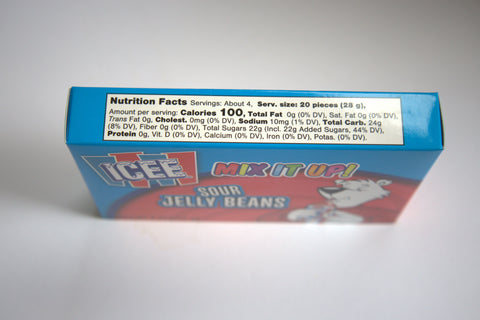 Nutrition Facts Servings: About 4, Serv. size: 20 pieces (28 g),
Amount per serving: Calories 100, Total Fat 0g (0% DV), Sat. Fat 0g (0% DV),
Trans Fat 0g, Cholest. 0mg (0% DV), Sodium 10mg (1% DV), Total Carb. 24g
(8% DV), Fiber 0g (0% DV), Total Sugars 22g (Incl. 22g Added Sugars, 44% DV),
Protein 0g, Vit. D (0% DV), Calcium (0% DV), Iron (0% DV), Potas. (0% DV).
ICEE
MIX IT UP!
SOUR
JELLY BEANS